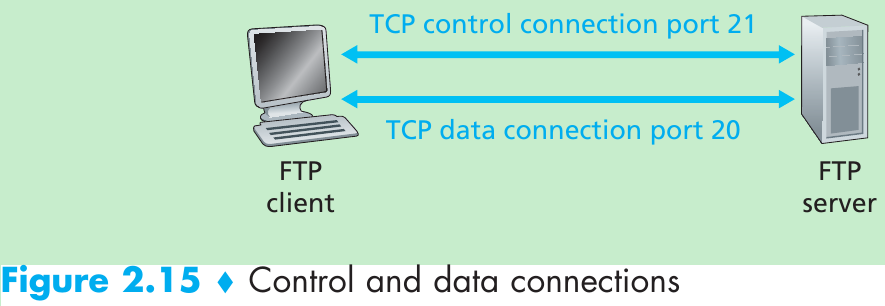 TCP control connection port 21
TCP data connection port 20
FTP
client
FTP
server
Figure 2.15 ♦ Control and data connections